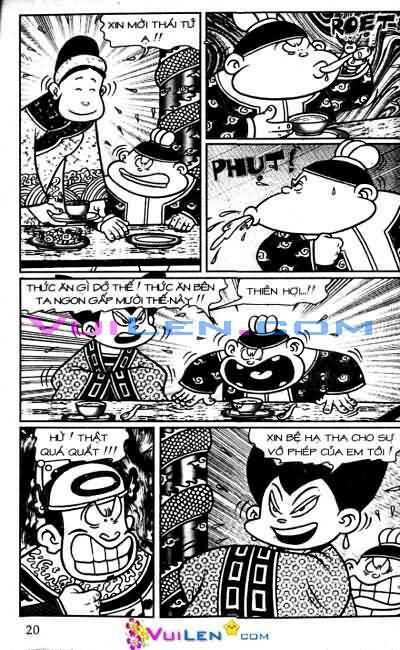 XIN MỜI THÁI TỬ
Ạ !!
ROẸT
PHỤT!
THỨC ĂN GÌ DỞ THẾ ! THỨC ĂN BÊN
TA NGON GẤP MƯỜI THẾ NÀY !!
THIÊN HỢI...!!
VUILEN.COM
HỪ ! THẬT
QUÁ QUẮT !!!
XIN BỆ HẠ THA CHO SỰ
VÔ PHÉP CỦA EM TÔI !
20
VUILEN.COM